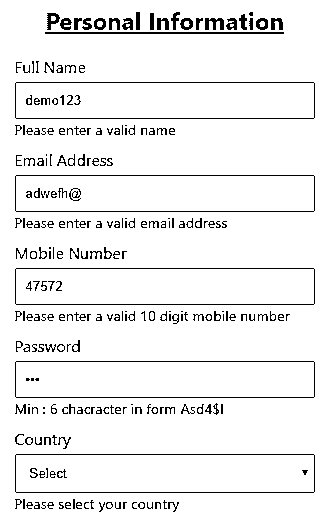 Personal Information
Full Name
demo123
Please enter a valid name
Email Address
adwefh@
Please enter a valid email address
Mobile Number
47572
Please enter a valid 10 digit mobile number
Password
•••
Min : 6 chacracter in form Asd4$l
Country
Select
Please select your country